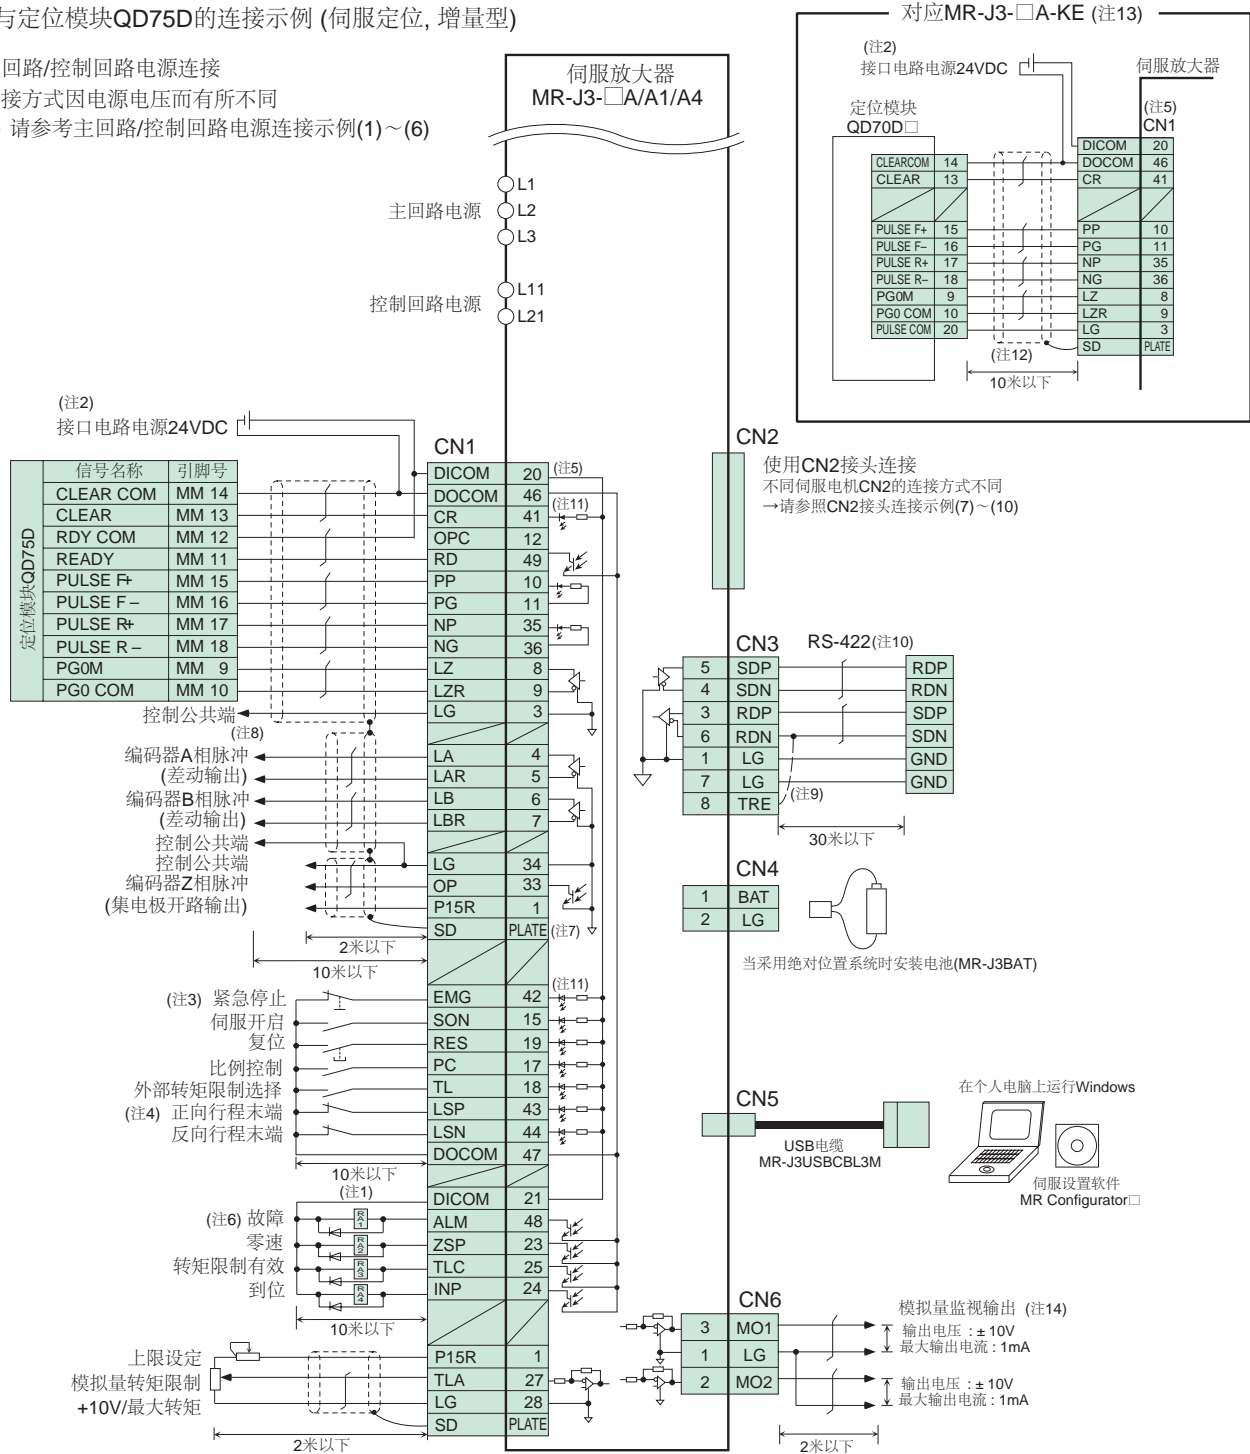 与定位模块QD75D的连接示例 (伺服定位, 增量型)
回路/控制回路电源连接
接方式因电源电压而有所不同
请参考主回路/控制回路电源连接示例(1)～(6)
伺服放大器
MR-J3-□A/A1/A4
主回路电源
L1
L2
L3
控制回路电源
L11
L21
对应MR-J3-□A-KE (注13)
(注2)
接口电路电源24VDC
伺服放大器
定位模块
QD70D□
(注5)
CN1
DICOM 20
CLEARCOM 14 DOCOM 46
CLEAR 13 CR 41
PULSE F+ 15 PP 10
PULSE F− 16 PG 11
PULSE R+ 17 NP 35
PULSE R− 18 NG 36
PG0M 9 LZ 8
PG0 COM 10 LZR 9
PULSE COM 20 LG 3
SD PLATE
(注12)
10米以下
(注2)
接口电路电源24VDC
CN1
定位模块QD75D
信号名称 引脚号
CLEAR COM MM 14
CLEAR MM 13
RDY COM MM 12
READY MM 11
PULSE F+ MM 15
PULSE F − MM 16
PULSE R+ MM 17
PULSE R − MM 18
PG0M MM 9
PG0 COM MM 10
DICOM 20 (注5)
DOCOM 46
CR 41 (注11)
OPC 12
RD 49
PP 10
PG 11
NP 35
NG 36
LZ 8
LZR 9
控制公共端 LG 3
(注8)
编码器A相脉冲 LA 4
(差动输出) LAR 5
编码器B相脉冲 LB 6
(差动输出) LBR 7
控制公共端
控制公共端 LG 34
编码器Z相脉冲 OP 33
(集电极开路输出) P15R 1
SD PLATE (注7)
2米以下
10米以下
(注11)
(注3) 紧急停止 EMG 42
伺服开启 SON 15
复位 RES 19
比例控制 PC 17
外部转矩限制选择 TL 18
(注4) 正向行程末端 LSP 43
反向行程末端 LSN 44
DOCOM 47
10米以下
(注1)
DICOM 21
(注6) 故障 RA1 ALM 48
零速 RA2 ZSP 23
转矩限制有效 RA3 TLC 25
到位 RA4 INP 24
10米以下
上限设定 P15R 1
模拟量转矩限制 TLA 27
+10V/最大转矩 LG 28
SD PLATE
2米以下
CN2
使用CN2接头连接
不同伺服电机CN2的连接方式不同
→请参照CN2接头连接示例(7)～(10)
CN3 RS-422(注10)
5 SDP RDP
4 SDN RDN
3 RDP SDP
6 RDN SDN
1 LG GND
7 LG GND
8 TRE (注9)
30米以下
CN4
1 BAT
2 LG
当采用绝对位置系统时安装电池(MR-J3BAT)
CN5
USB电缆
MR-J3USBCBL3M
在个人电脑上运行Windows
伺服设置软件
MR Configurator□
CN6
模拟量监视输出 (注14)
3 MO1
1 LG
2 MO2
输出电压 : ± 10V
最大输出电流 : 1mA
输出电压 : ± 10V
最大输出电流 : 1mA
2米以下